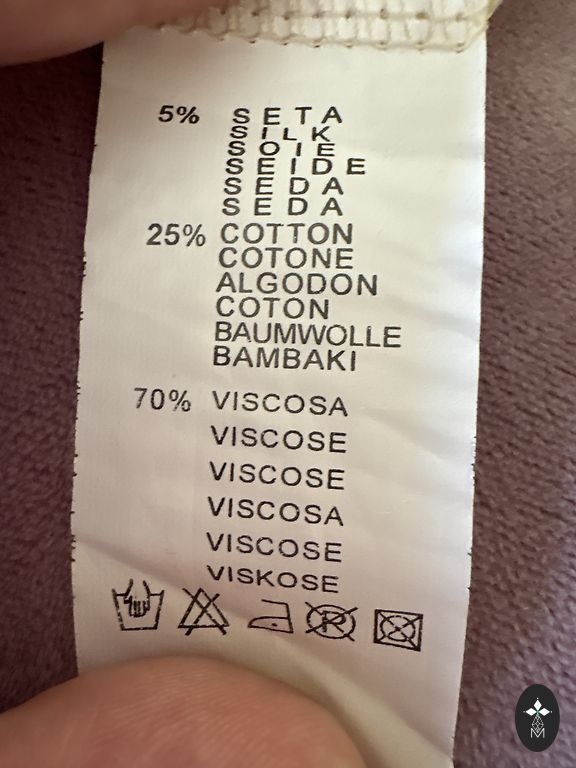 5% SETA
SILK
SOIE
SEIDE
SEDA
SEDA
25% COTTON
COTONE
ALGODON
COTON
BAUMWOLLE
BAMBAKI
70% VISCOSA
VISCOSE
VISCOSE
VISCOSA
VISCOSE
VISKOSE
R
M